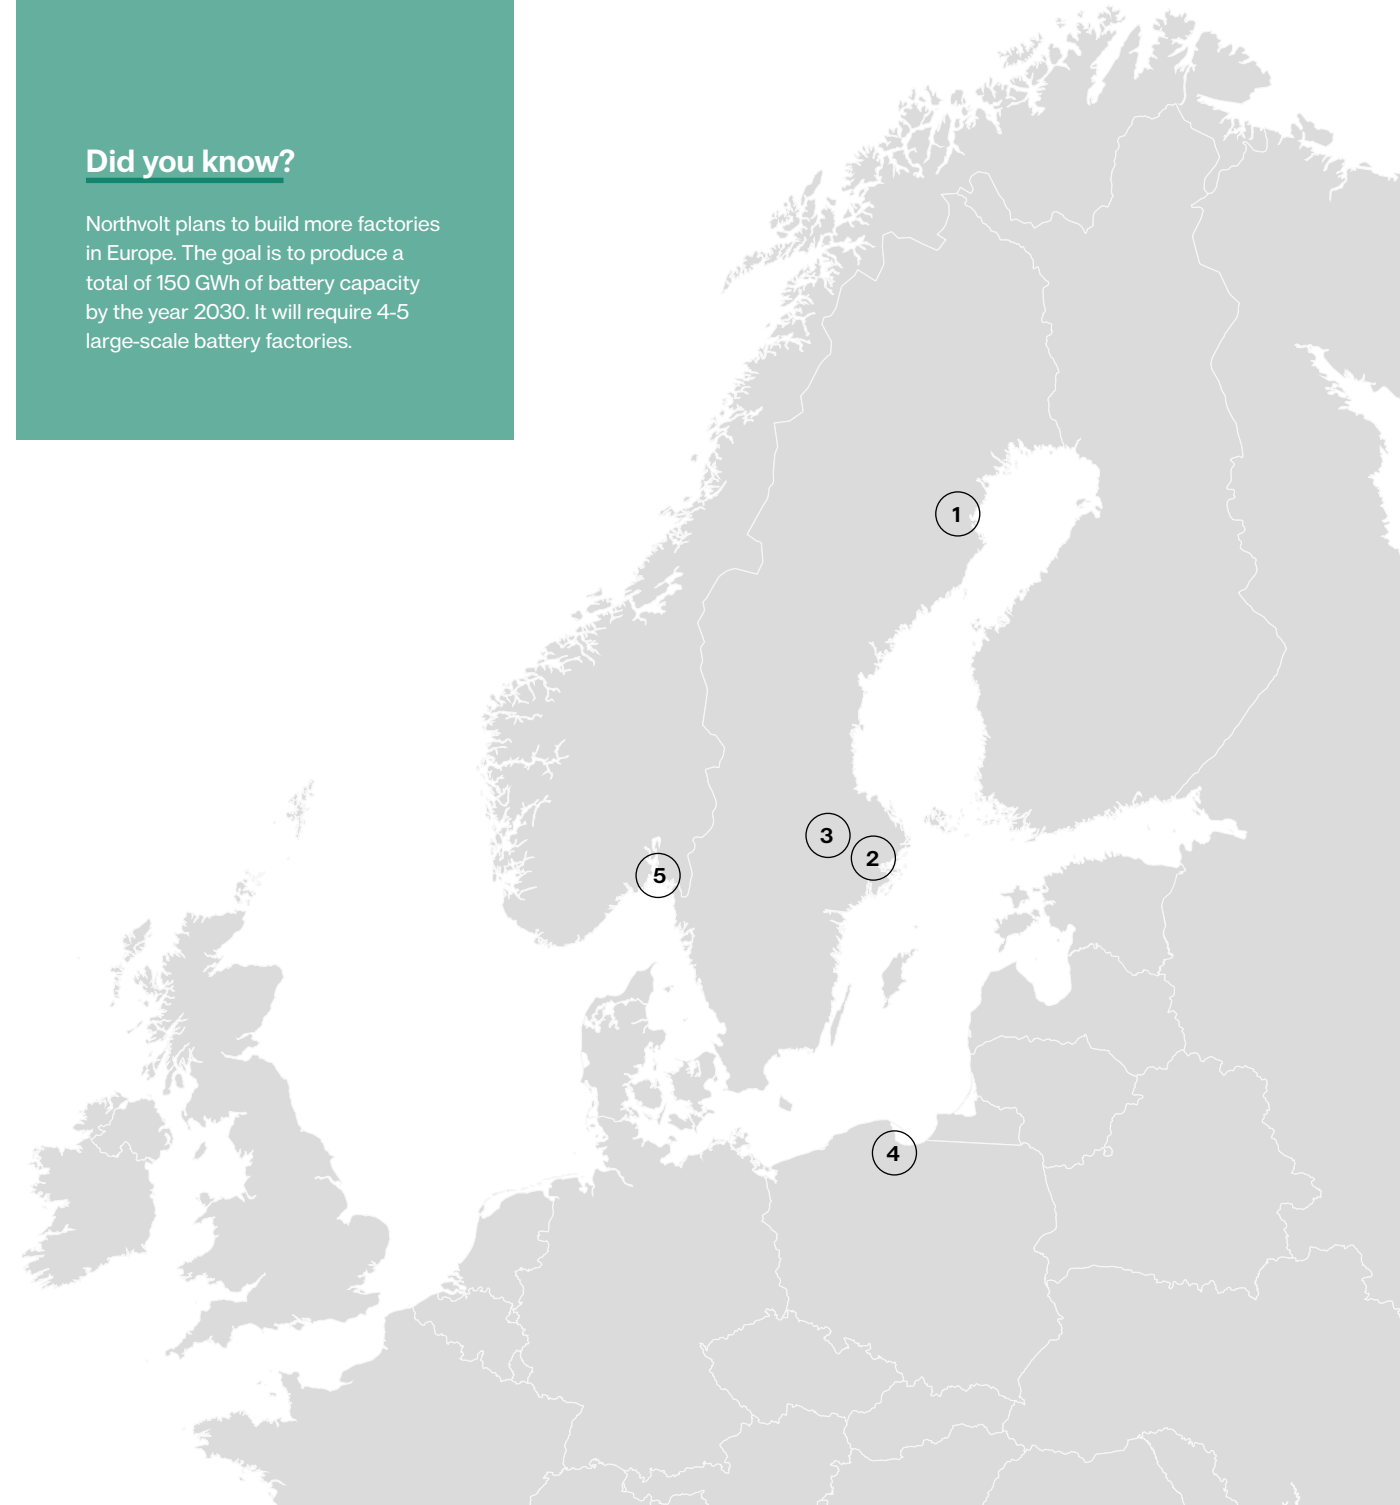 Did you know?
Northvolt plans to build more factories
in Europe. The goal is to produce a
total of 150 GWh of battery capacity
by the year 2030. It will require 4-5
large-scale battery factories.
1
3
2
5
4